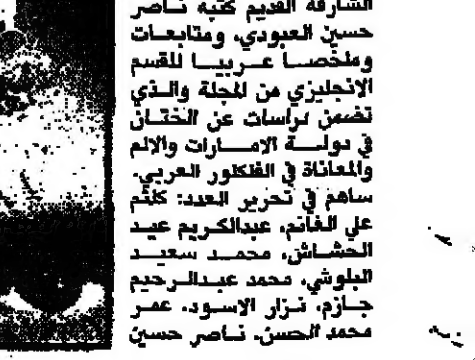 الشارقة القديم كتبه ناصر
حسين العبودي، ومتابعات
وملخصا عربيا للقسم
الانجليزي من المجلة والذي
تضمن دراسات عن الختان
في دولة الامارات والالم
والمعاناة في الفلكلور العربي.
ساهم في تحرير العدد: كلثم
علي الغانم، عبدالكريم عيد
الحشاش، محمد سعيد
البلوشي، محمد عبدالرحيم
جازم، نزار الاسود، عمر
محمد الحسن، ناصر حسين